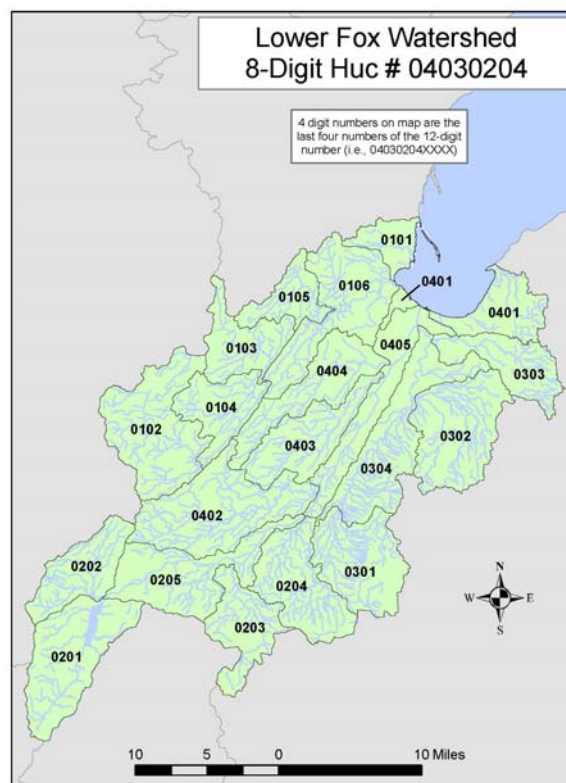 Lower Fox Watershed
8-Digit Huc # 04030204
4 digit numbers on map are the
last four numbers of the 12-digit
number (i.e., 04030204XXXX)
0101
0106
0401
0105
0401
0405
0103
0404
0303
0104
0102
0302
0403
0304
0402
0202
0205
0204
0301
0203
0201
N
W
E
S
10 5 0 10 Miles